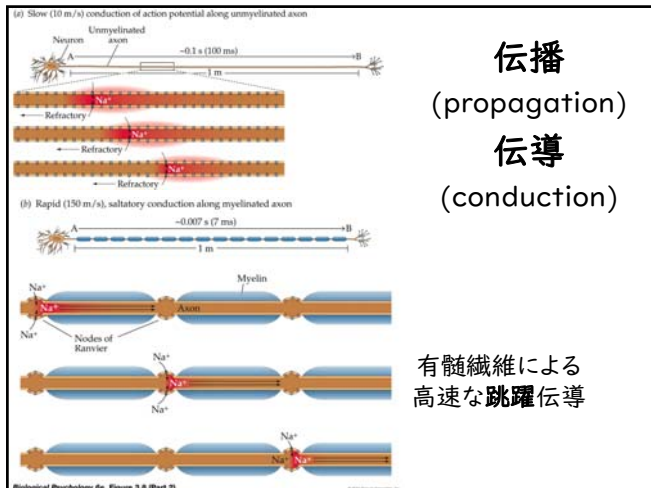 (a) Slow (10 m/s) conduction of action potential along unmyelinated axon
Unmyelinated
axon
Neuron
A
~0.1 s (100 ms)
B
1 m
Na⁺
Refractory
Na⁺
Refractory
Na⁺
Refractory
(b) Rapid (150 m/s), saltatory conduction along myelinated axon
~0.007 s (7 ms)
A
B
1 m
Myelin
Na⁺
Na⁺
Axon
Na⁺
Nodes of
Ranvier
Na⁺
Na⁺
Na⁺
Na⁺
Na⁺
Na⁺
Biological Psychology 6e, Figure 2.8 (Part 2)
伝播
(propagation)
伝導
(conduction)
有髄繊維による
高速な跳躍伝導